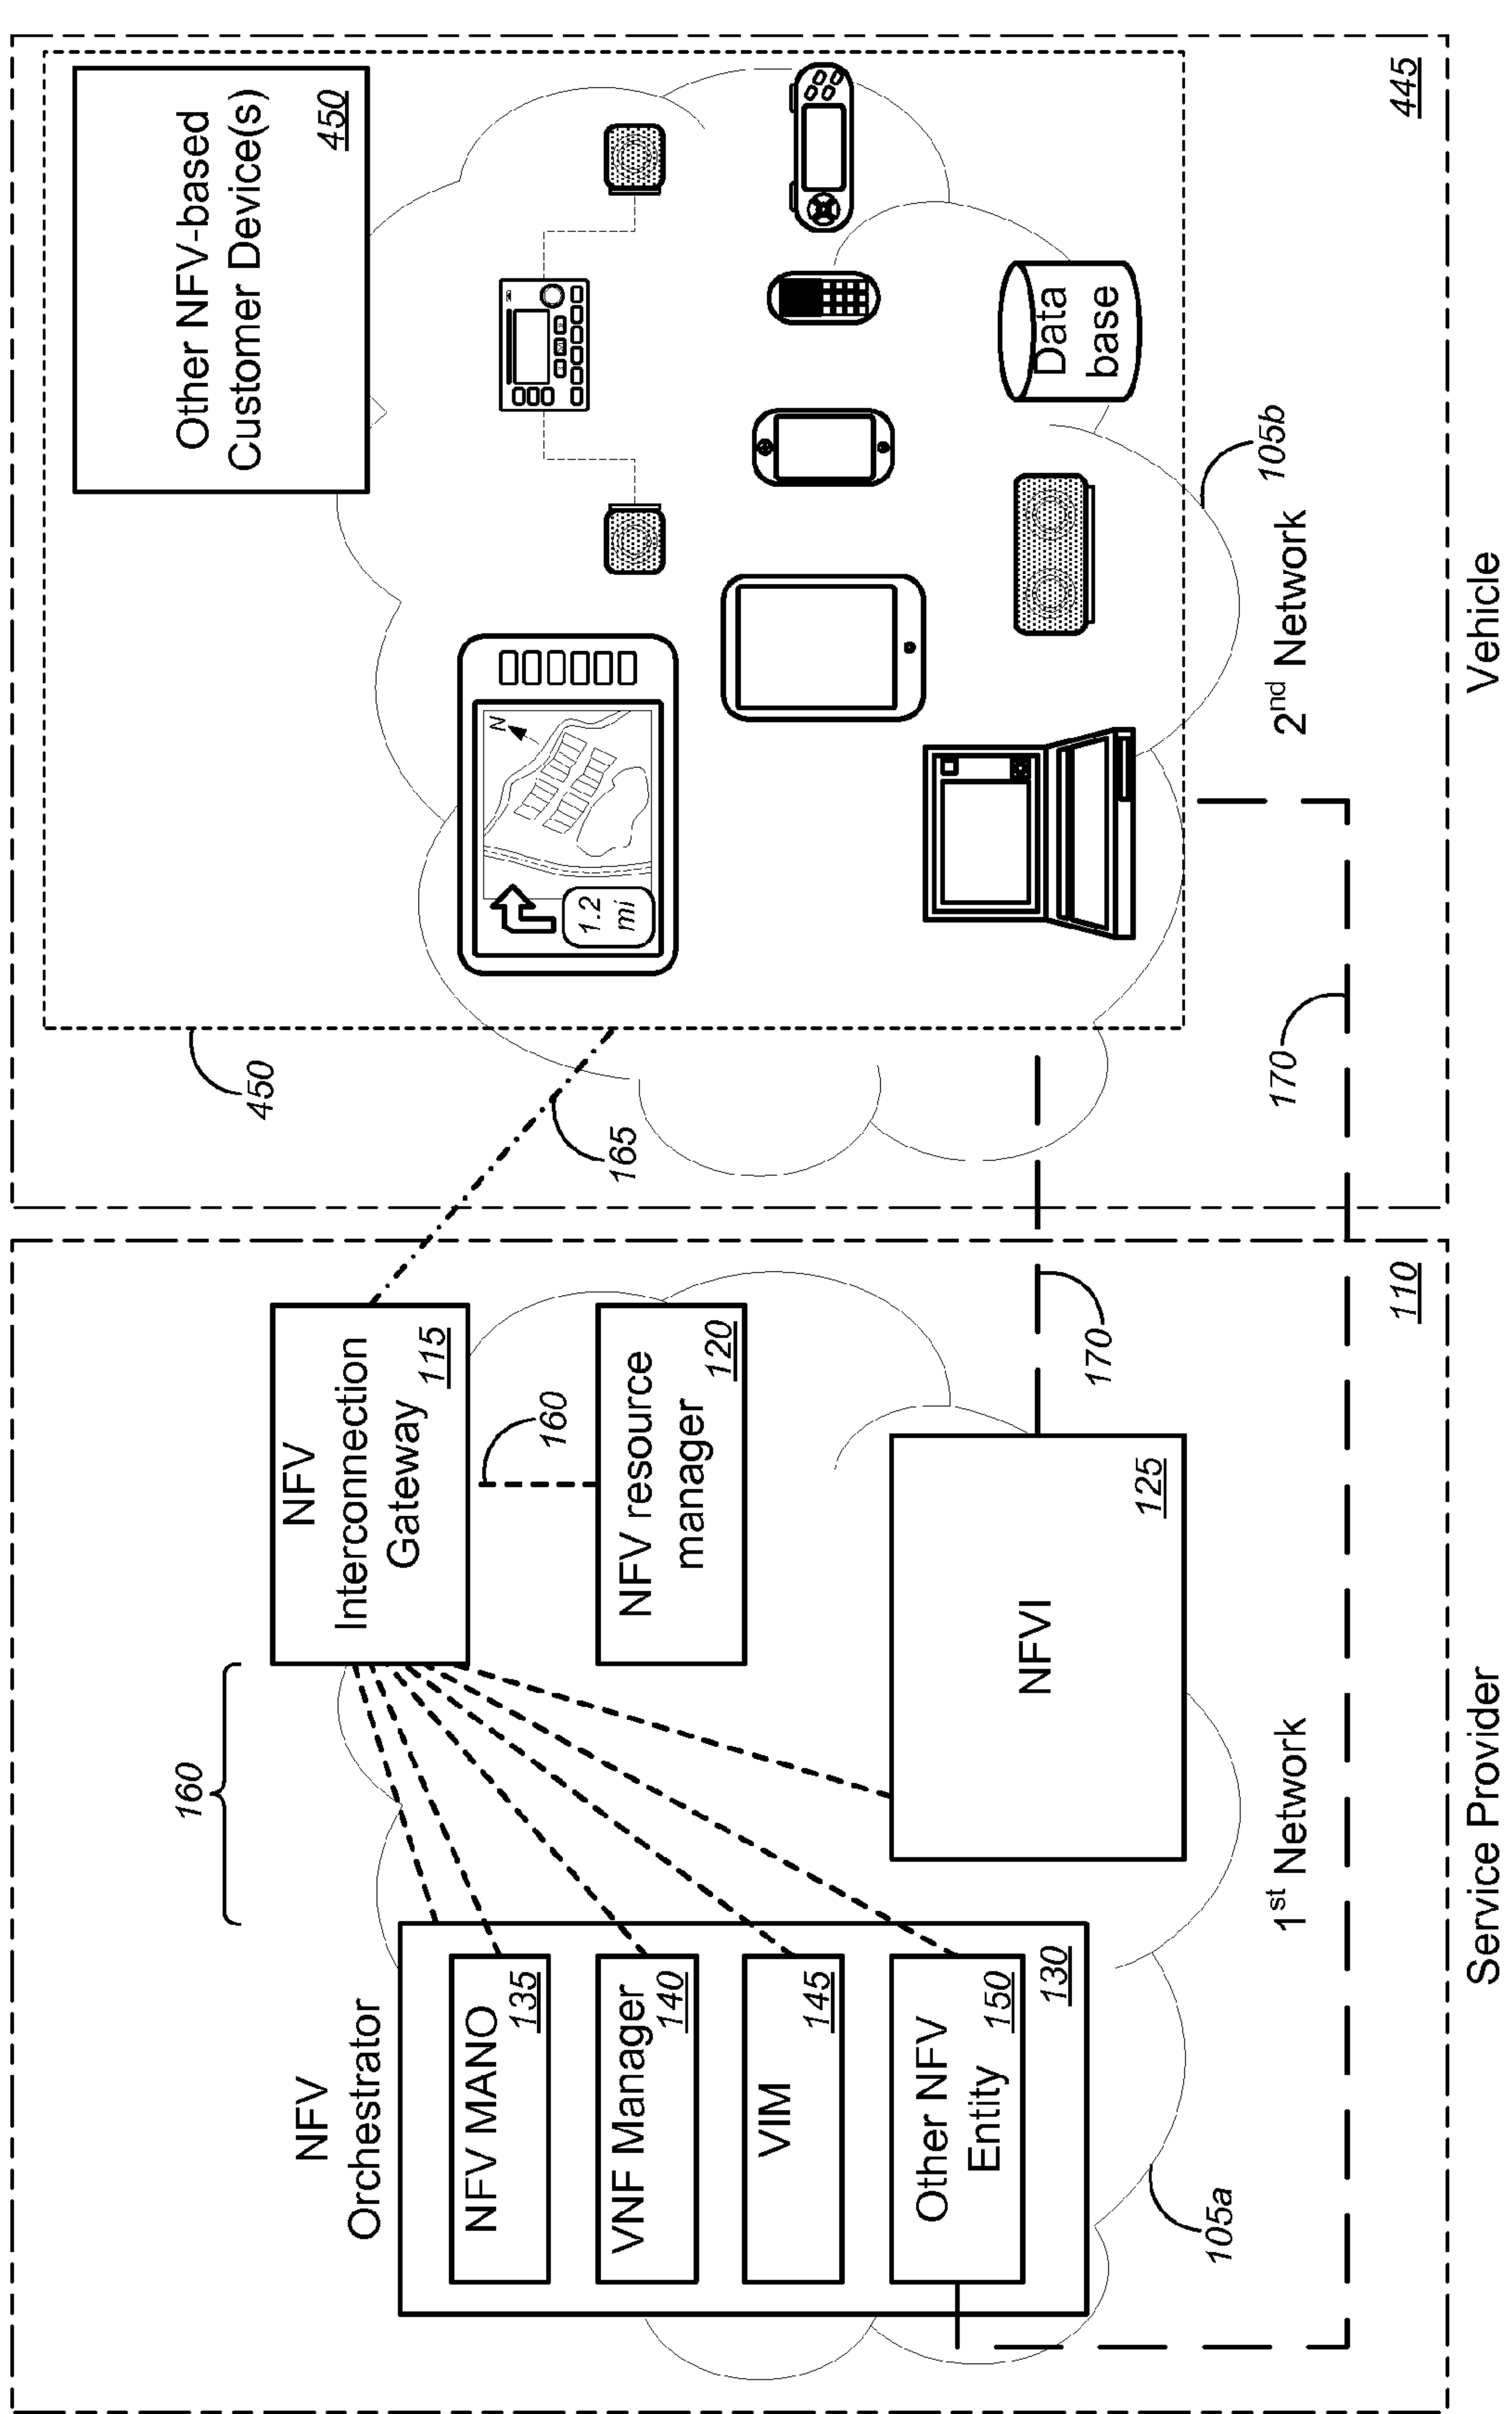 160
NFV
Orchestrator
NFV MANO
135
VNF Manager
140
VIM
145
Other NFV
Entity
150
130
105a
NFV
Interconnection
Gateway
115
160
NFV resource
manager
120
NFVI
125
170
1st Network
110
Service Provider
165
450
Other NFV-based
Customer Device(s)
450
1.2
mi
N
Data
base
105b
2nd Network
170
445
Vehicle